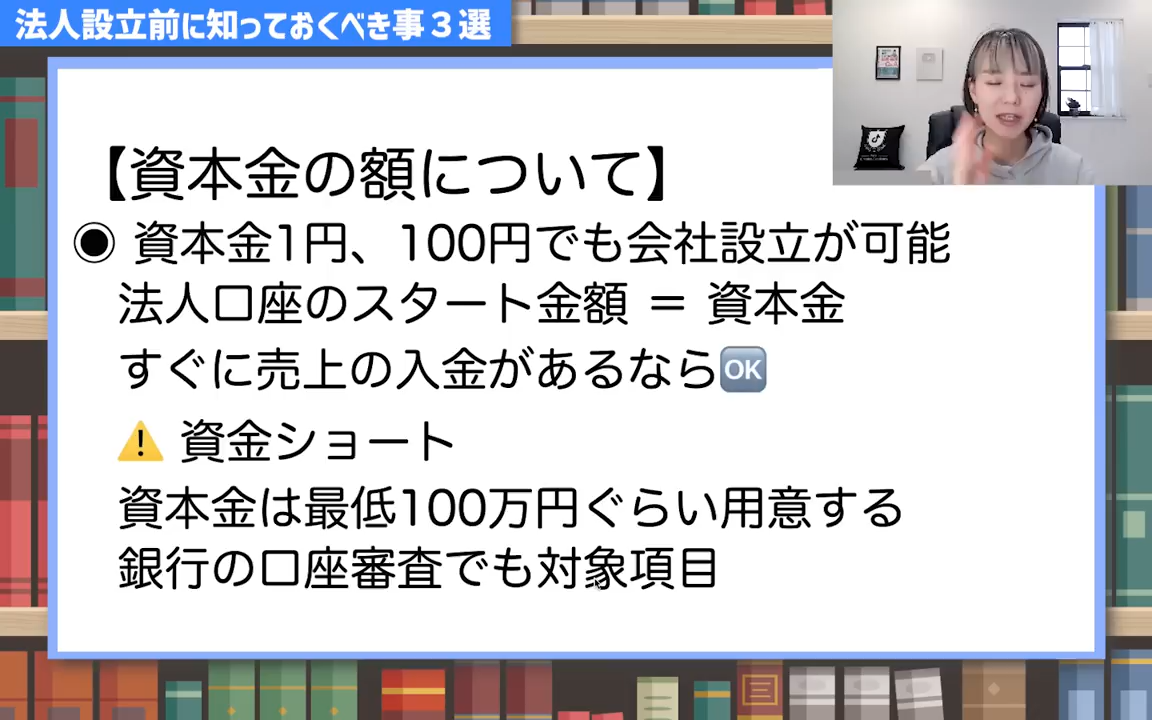 法人設立前に知っておくべき事３選
【資本金の額について】
◉ 資本金1円、100円でも会社設立が可能
法人口座のスタート金額 ＝ 資本金
すぐに売上の入金があるなら🆗
⚠️ 資金ショート
資本金は最低100万円ぐらい用意する
銀行の口座審査でも対象項目